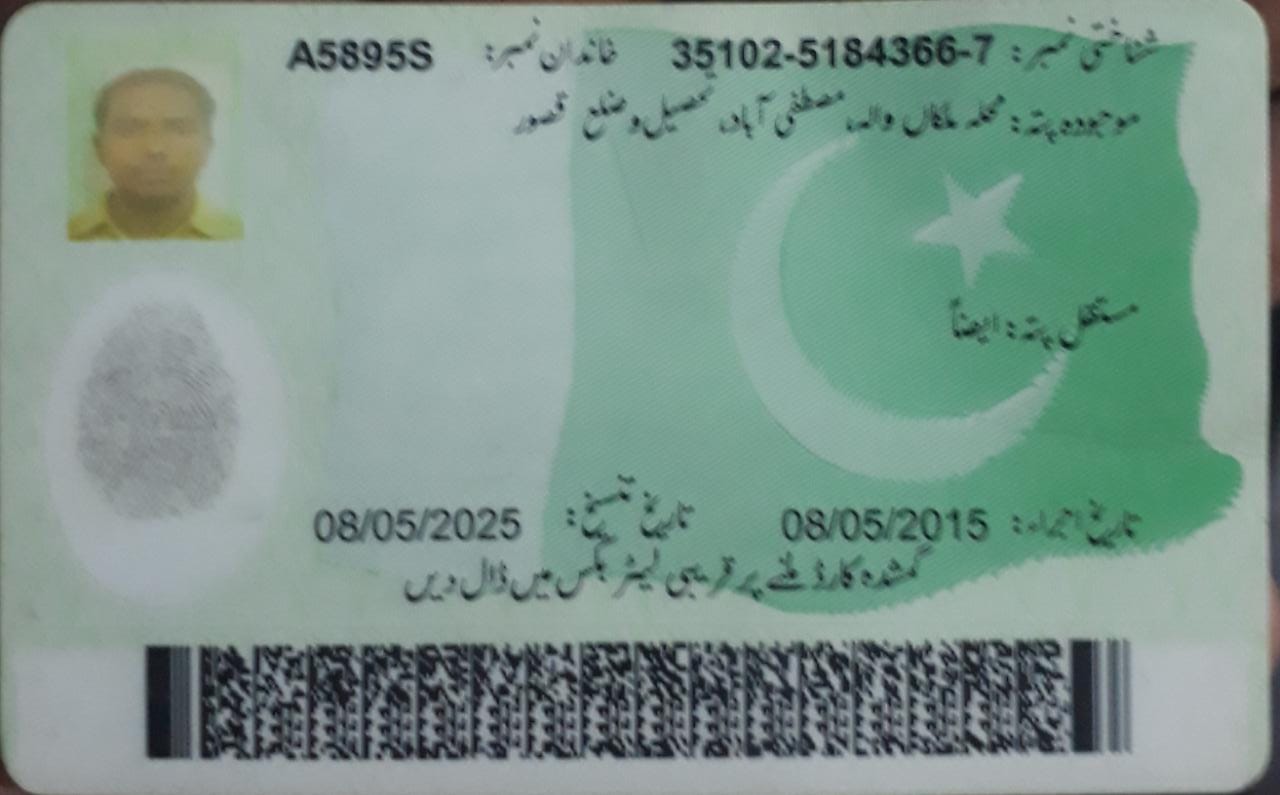 شناختی نمبر: 35102-5184366-7 خاندان نمبر: A5895S
موجودہ پتہ: محلہ ملکاں والہ، مصطفی آباد، تحصیل و ضلع قصور
مستقل پتہ: ایضاً
تاریخ اجراء: 08/05/2015 تاریخ تنسیخ: 08/05/2025
گمشدہ کارڈ ملنے پر قریبی لیٹر بکس میں ڈال دیں